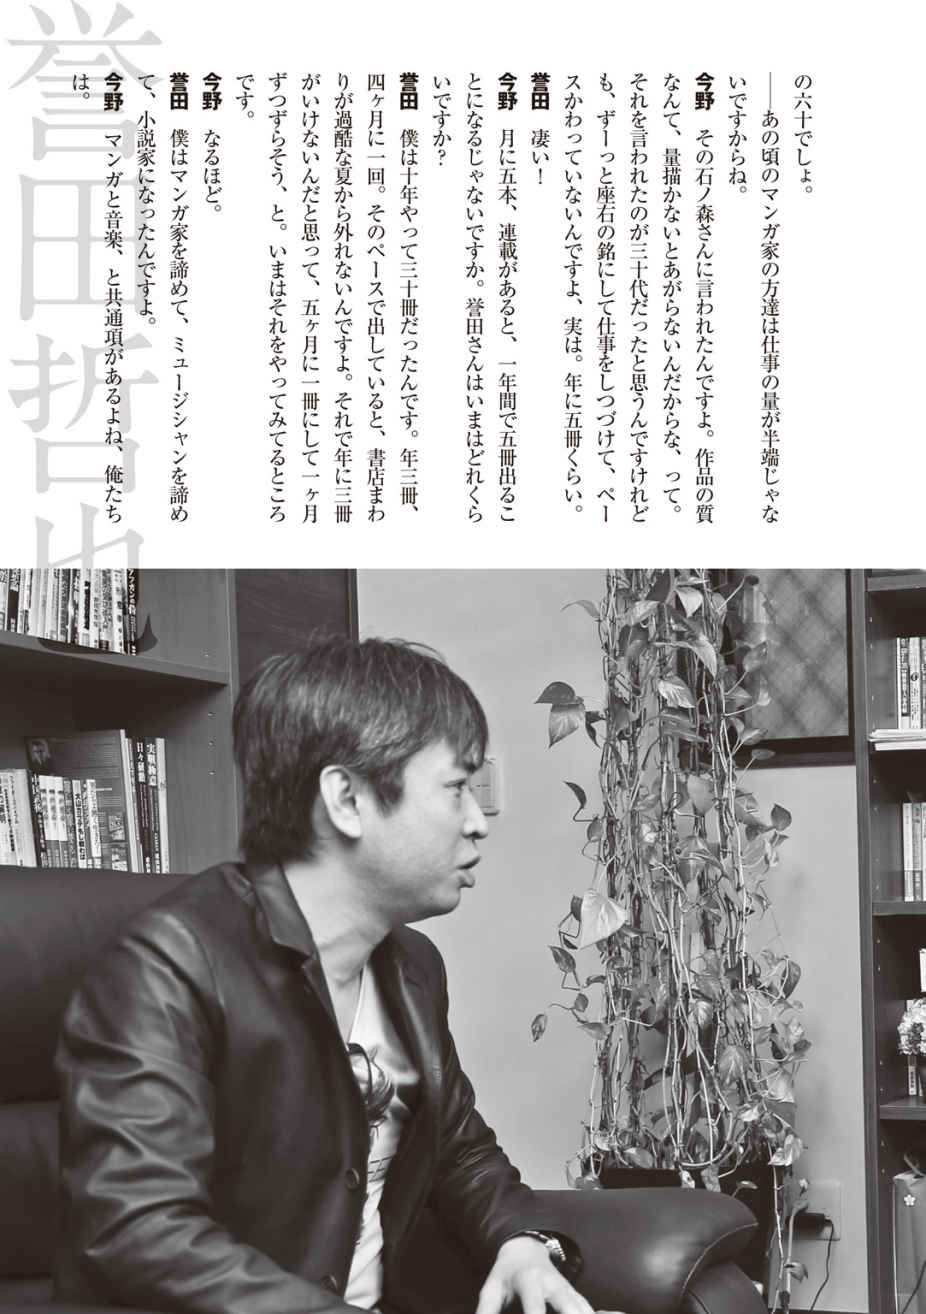 の六十でしょ。
――あの頃のマンガ家の方達は仕事の量が半端じゃな
いですからね。
今野　その石ノ森さんに言われたんですよ。作品の質
なんて、量描かないとあがらないんだからな、って。
それを言われたのが三十代だったと思うんですけれど
も、ずーっと座右の銘にして仕事をしつづけて、ペー
スかわっていないんですよ、実は。年に五冊くらい。
誉田　凄い！
今野　月に五本、連載があると、一年間で五冊出るこ
とになるじゃないですか。誉田さんはいまはどれくら
いですか？
誉田　僕は十年やって三十冊だったんです。年三冊、
四ヶ月に一回。そのペースで出していると、書店まわ
りが過酷な夏から外れないんですよ。それで年に三冊
がいけないんだと思って、五ヶ月に一冊にして一ヶ月
ずつずらそう、と。いまはそれをやってみてるところ
です。
今野　なるほど。
誉田　僕はマンガ家を諦めて、ミュージシャンを諦め
て、小説家になったんですよ。
今野　マンガと音楽、と共通項があるよね、俺たち
は。
誉田哲也